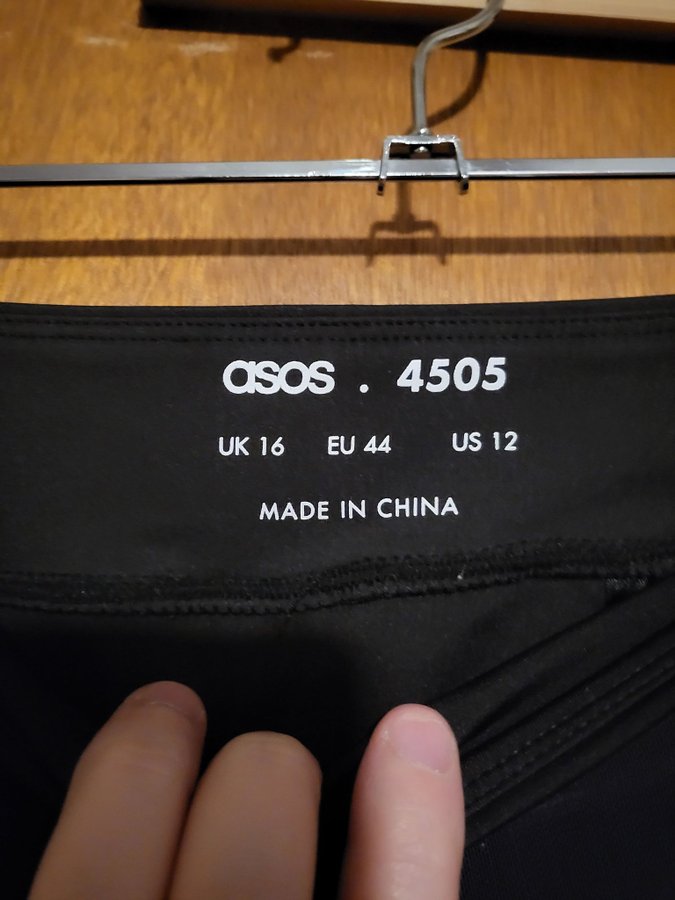 asos . 4505
UK 16 EU 44 US 12
MADE IN CHINA